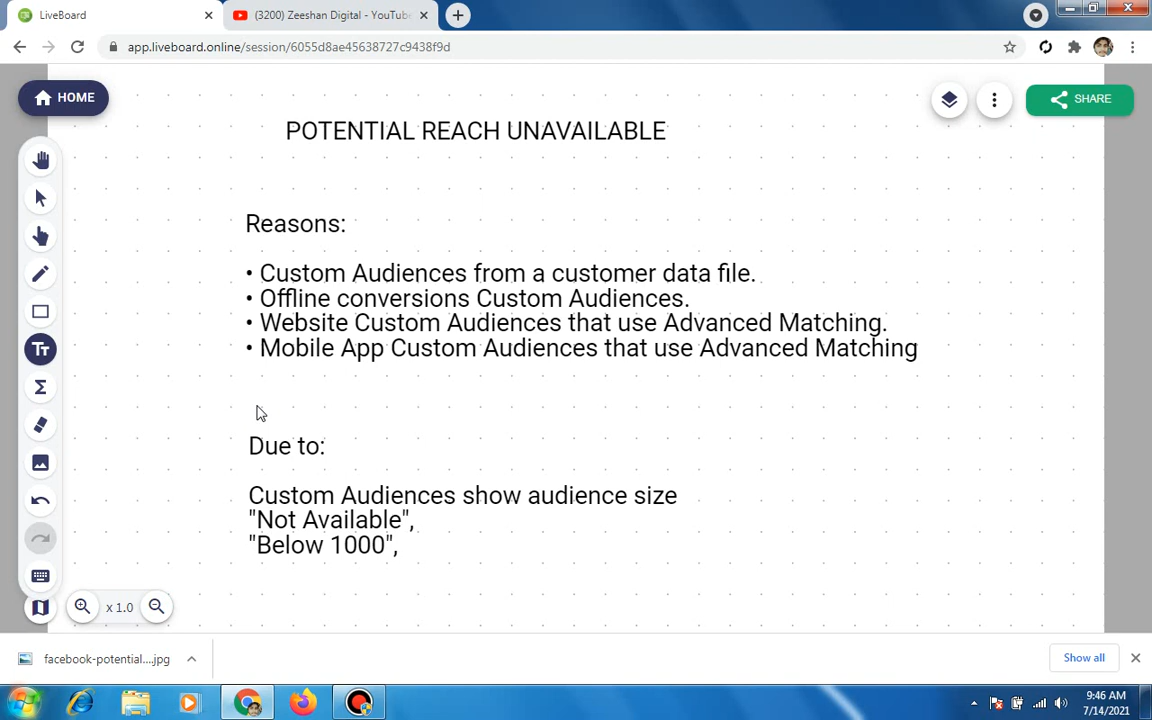 LiveBoard
(3200) Zeeshan Digital - YouTube
app.liveboard.online/session/6055d8ae45638727c9438f9d
HOME
SHARE
POTENTIAL REACH UNAVAILABLE
Reasons:
• Custom Audiences from a customer data file.
• Offline conversions Custom Audiences.
• Website Custom Audiences that use Advanced Matching.
• Mobile App Custom Audiences that use Advanced Matching
Due to:
Custom Audiences show audience size
"Not Available",
"Below 1000",
Tt
x 1.0
facebook-potential....jpg
Show all
9:46 AM
7/14/2021